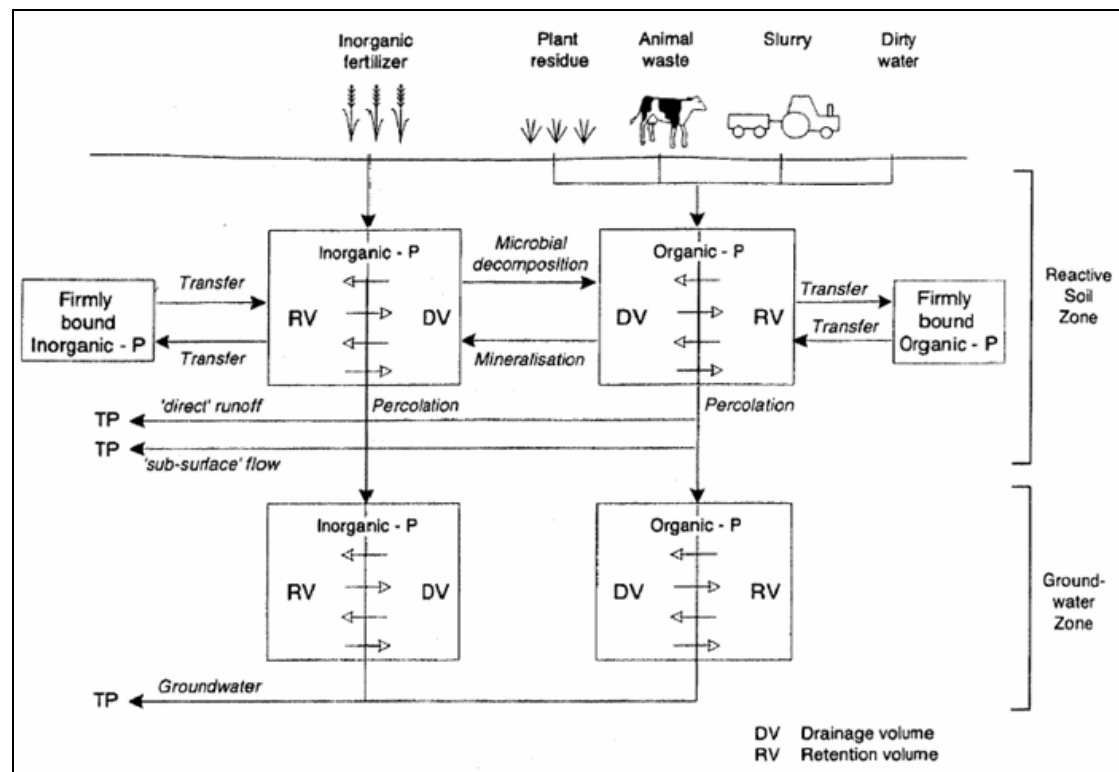 Inorganic
fertilizer
Plant
residue
Animal
waste
Slurry
Dirty
water
Inorganic - P
RV
DV
Microbial
decomposition
Mineralisation
Organic - P
DV
RV
Firmly
bound
Inorganic - P
Transfer
Transfer
Transfer
Transfer
Firmly
bound
Organic - P
Reactive
Soil
Zone
TP
'direct' runoff
Percolation
Percolation
TP
'sub-surface' flow
Inorganic - P
RV
DV
Organic - P
DV
RV
Ground-
water
Zone
TP
Groundwater
DV Drainage volume
RV Retention volume